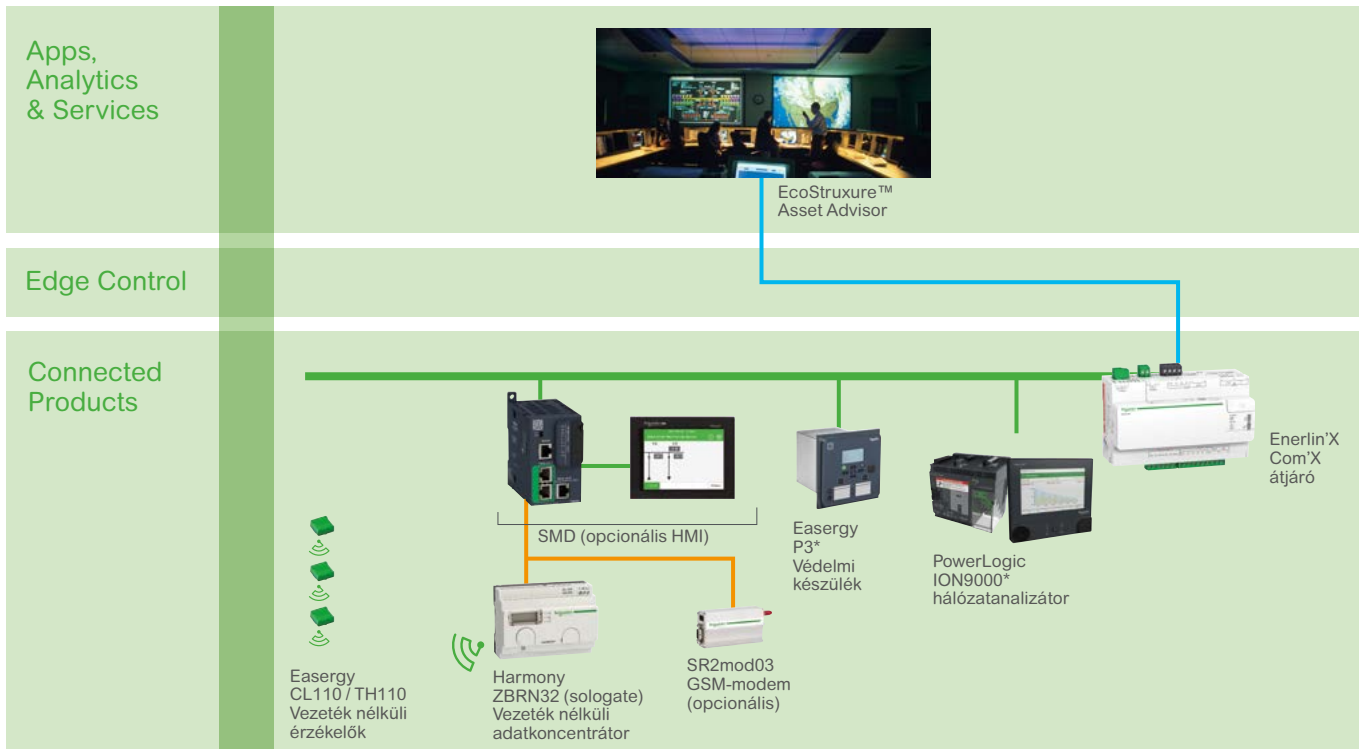 Apps,
Analytics
& Services
EcoStruxure™
Asset Advisor
Edge Control
Connected
Products
Enerlin'X
Com'X
átjáró
SMD (opcionális HMI)
Easergy
P3*
Védelmi
készülék
PowerLogic
ION9000*
hálózatanalizátor
Easergy
CL110 / TH110
Vezeték nélküli
érzékelők
Harmony
ZBRN32 (sologate)
Vezeték nélküli
adatkoncentrátor
SR2mod03
GSM-modem
(opcionális)